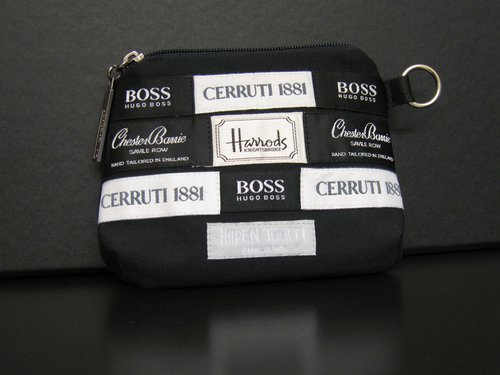 BOSS
HUGO BOSS
CERRUTI 1881
BOSS
HUGO BOSS
Chester Barrie
SAVILE ROW
HAND TAILORED IN ENGLAND
Harrods
KNIGHTSBRIDGE
Chester Barrie
SAVILE ROW
HAND TAILORED IN ENGLAND
CERRUTI 1881
BOSS
HUGO BOSS
CERRUTI 1881